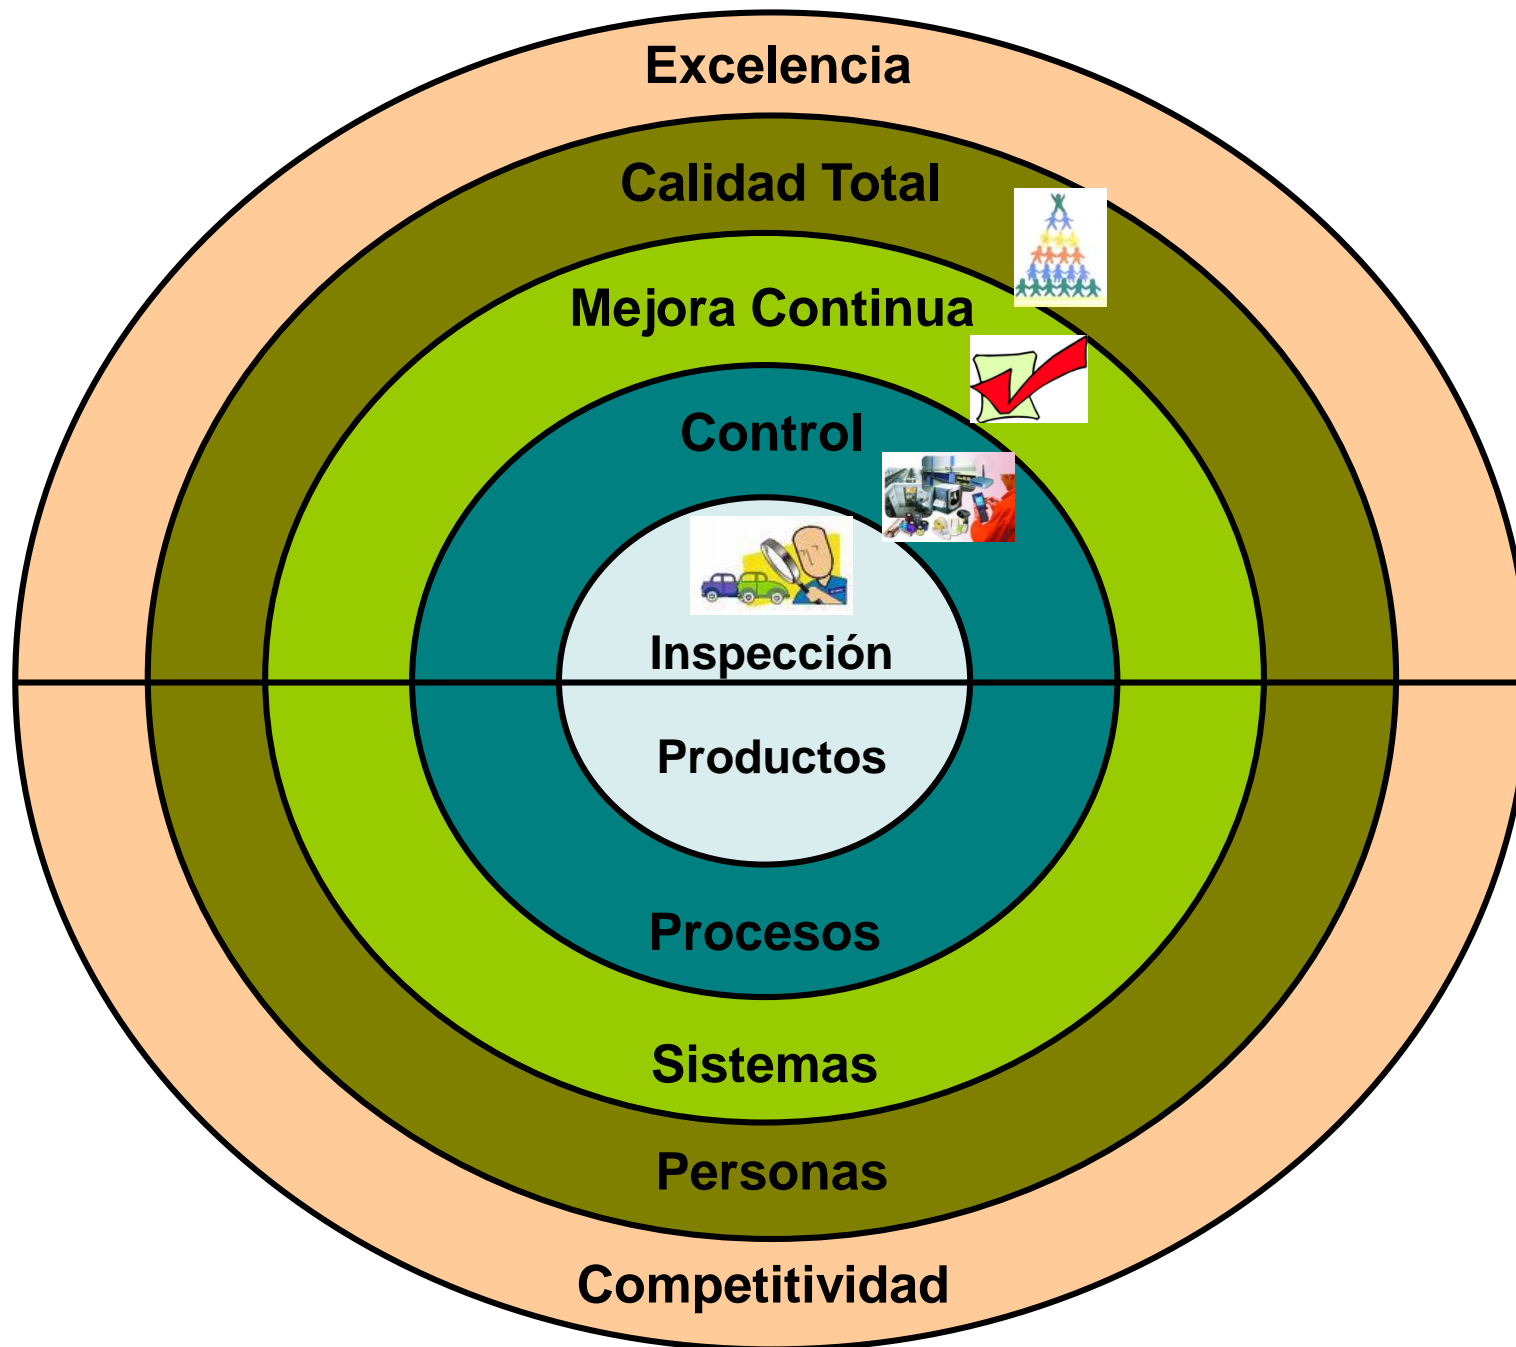 Excelencia
Calidad Total
Mejora Continua
Control
Inspección
Productos
Procesos
Sistemas
Personas
Competitividad